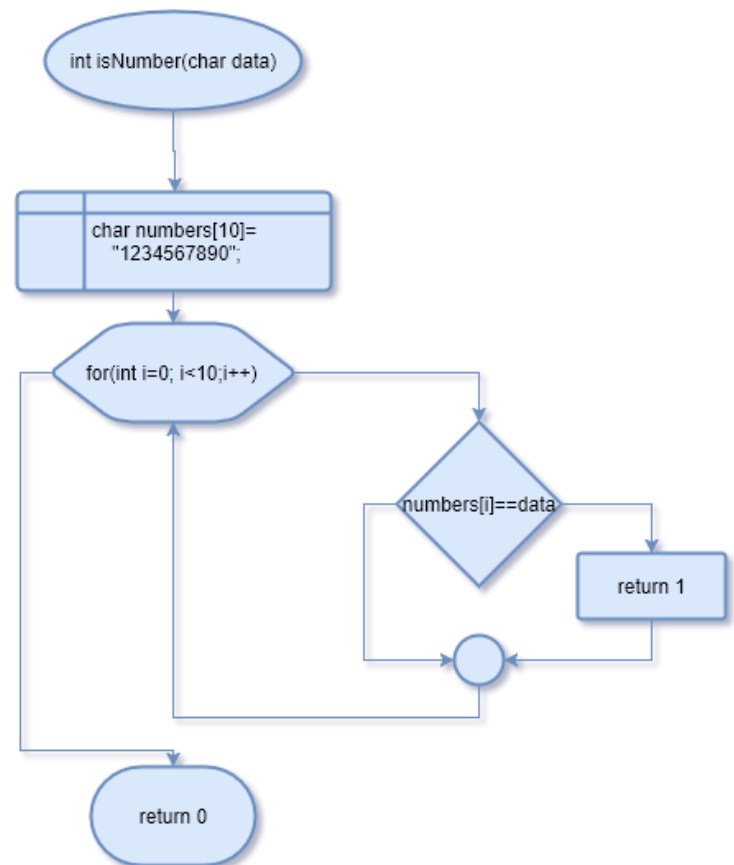 int isNumber(char data)
char numbers[10]=
"1234567890";
for(int i=0; i<10;i++)
numbers[i]==data
return 1
return 0